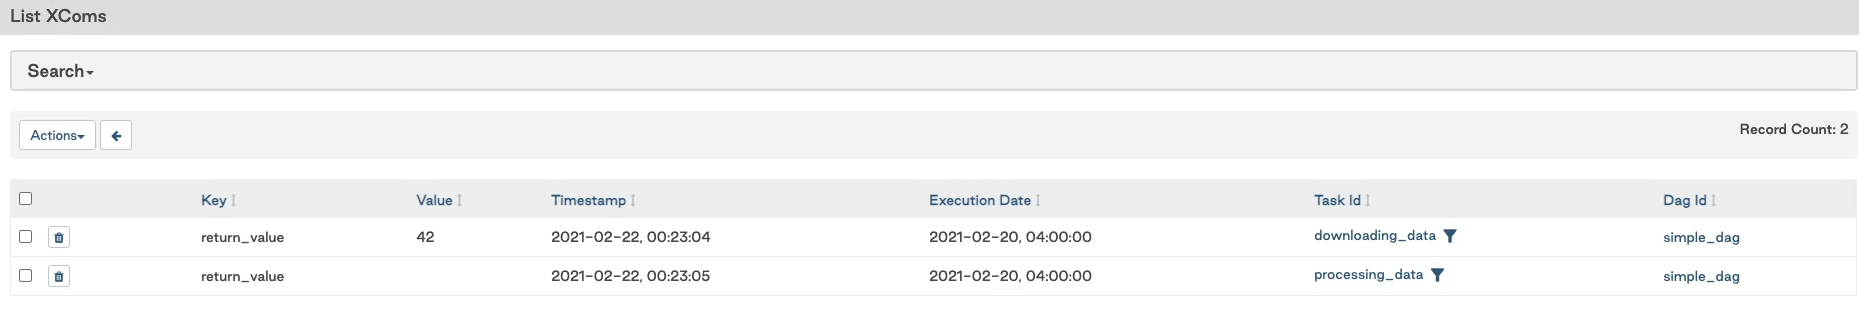 List XComs
Search
Actions
Record Count: 2
Key Value Timestamp Execution Date Task Id Dag Id
return_value 42 2021-02-22, 00:23:04 2021-02-20, 04:00:00 downloading_data simple_dag
return_value 2021-02-22, 00:23:05 2021-02-20, 04:00:00 processing_data simple_dag